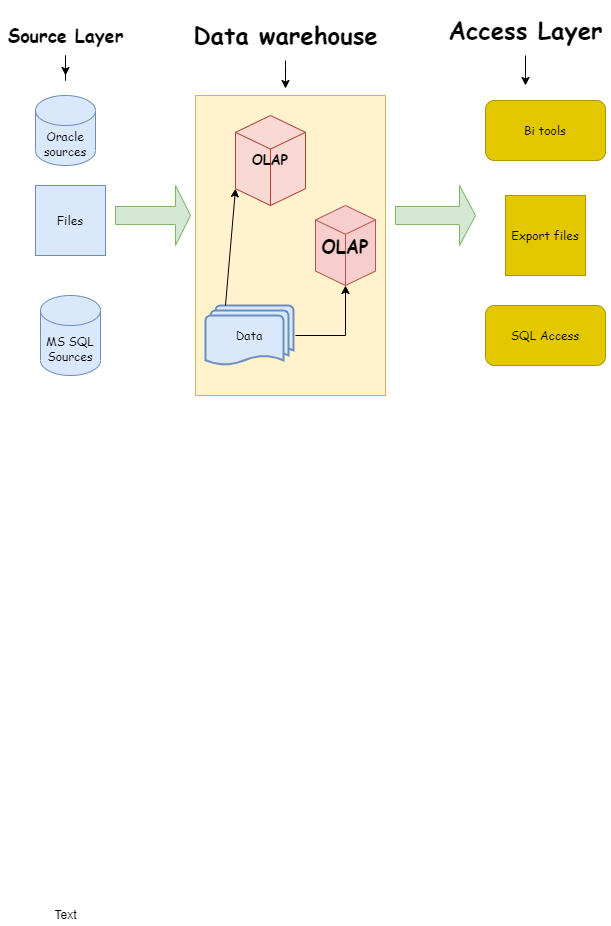 Source Layer
Data warehouse
Access Layer
Oracle
sources
Files
MS SQL
Sources
OLAP
OLAP
Data
Bi tools
Export files
SQL Access
Text